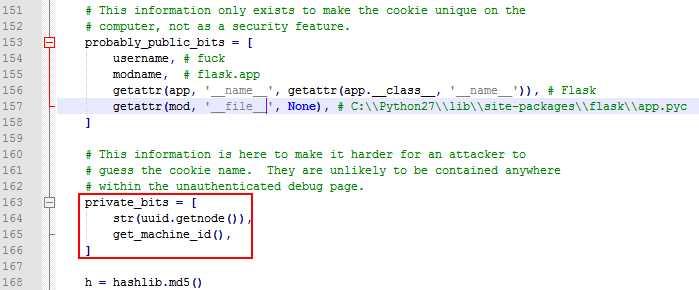 151 # This information only exists to make the cookie unique on the
152 # computer, not as a security feature.
153 probably_public_bits = [
154 username, # fuck
155 modname,  # flask.app
156 getattr(app, '__name__', getattr(app.__class__, '__name__')), # Flask
157 getattr(mod, '__file__', None), # C:\\Python27\\lib\\site-packages\\flask\\app.pyc
158 ]
159
160 # This information is here to make it harder for an attacker to
161 # guess the cookie name.  They are unlikely to be contained anywhere
162 # within the unauthenticated debug page.
163 private_bits = [
164 str(uuid.getnode()),
165 get_machine_id(),
166 ]
167
168 h = hashlib.md5()